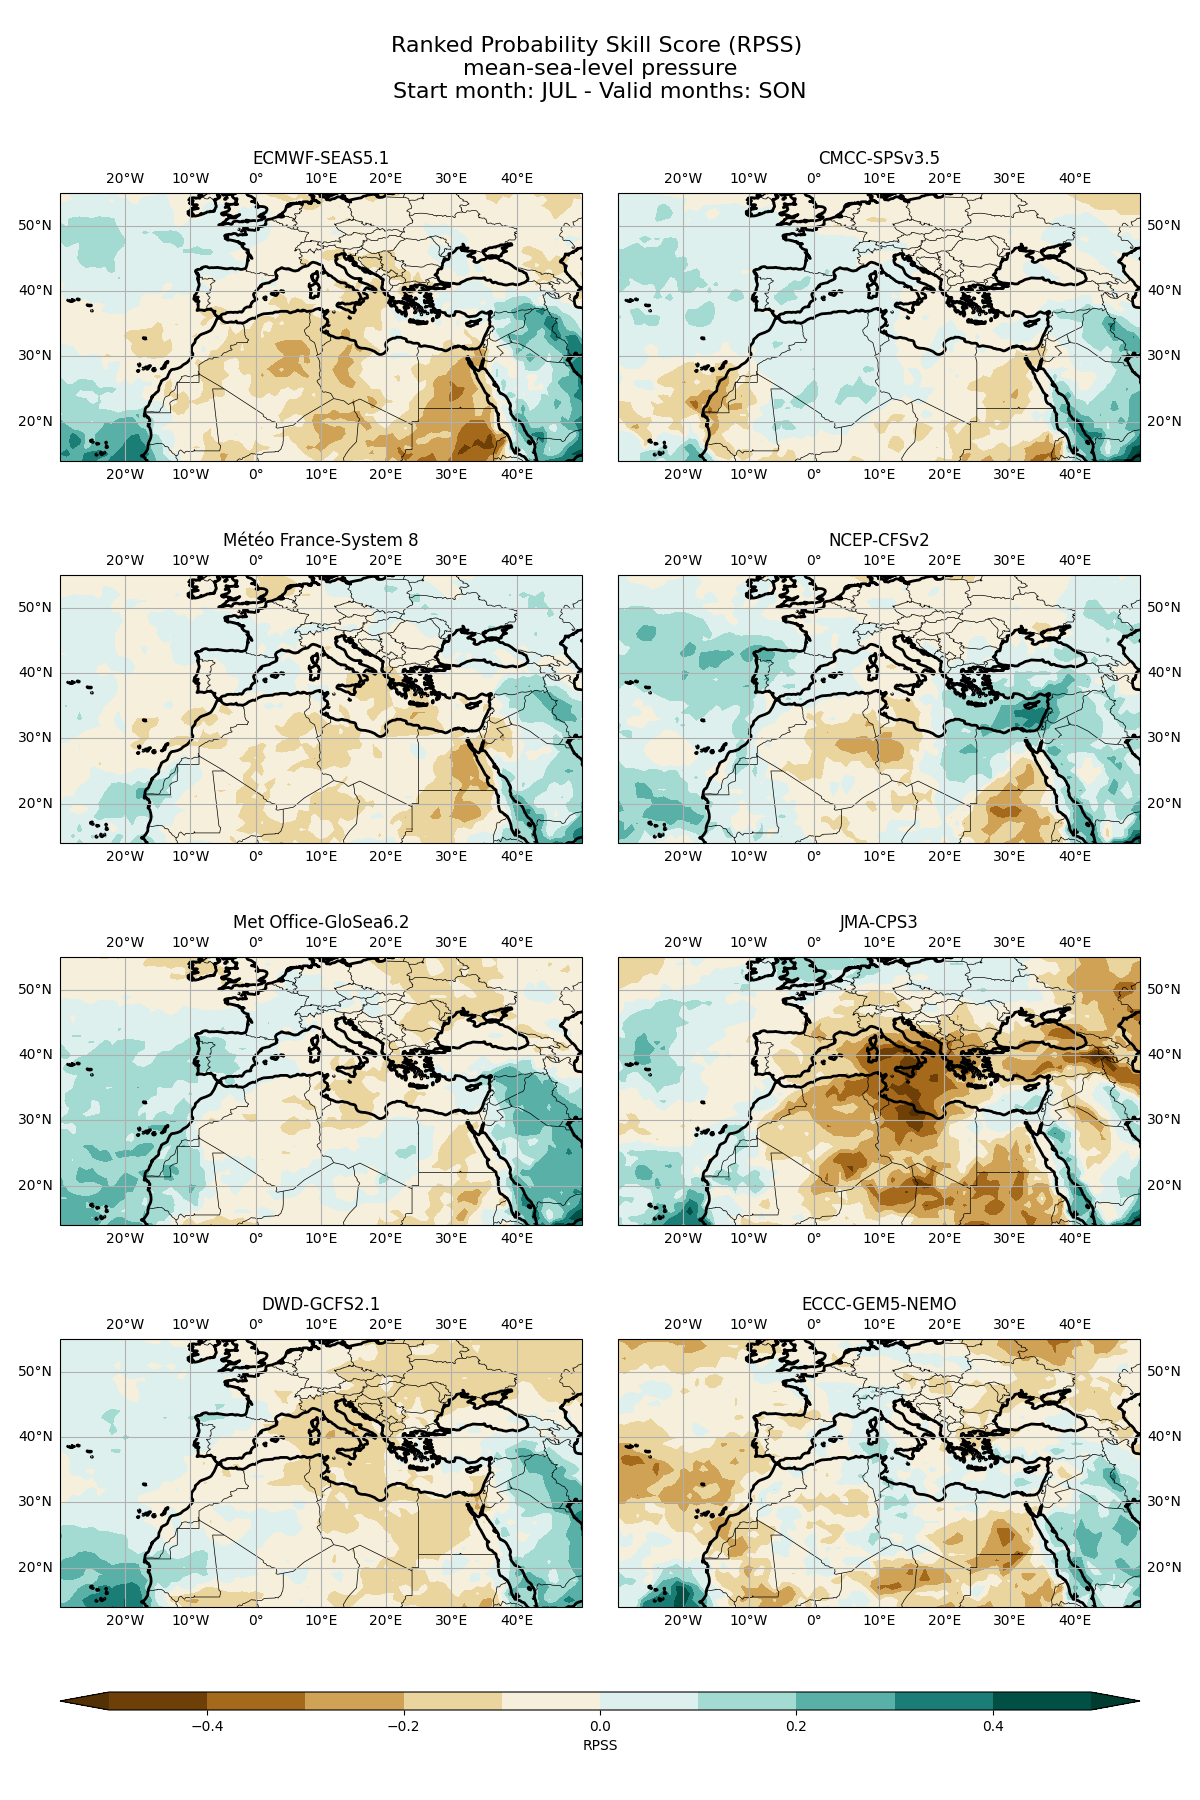 Ranked Probability Skill Score (RPSS)
mean-sea-level pressure
Start month: JUL - Valid months: SON
ECMWF-SEAS5.1
CMCC-SPSv3.5
20°W 10°W 0° 10°E 20°E 30°E 40°E
20°W 10°W 0° 10°E 20°E 30°E 40°E
50°N
50°N
40°N
40°N
30°N
30°N
20°N
20°N
20°W 10°W 0° 10°E 20°E 30°E 40°E
20°W 10°W 0° 10°E 20°E 30°E 40°E
Météo France-System 8
NCEP-CFSv2
20°W 10°W 0° 10°E 20°E 30°E 40°E
20°W 10°W 0° 10°E 20°E 30°E 40°E
50°N
50°N
40°N
40°N
30°N
30°N
20°N
20°N
20°W 10°W 0° 10°E 20°E 30°E 40°E
20°W 10°W 0° 10°E 20°E 30°E 40°E
Met Office-GloSea6.2
JMA-CPS3
20°W 10°W 0° 10°E 20°E 30°E 40°E
20°W 10°W 0° 10°E 20°E 30°E 40°E
50°N
50°N
40°N
40°N
30°N
30°N
20°N
20°N
20°W 10°W 0° 10°E 20°E 30°E 40°E
20°W 10°W 0° 10°E 20°E 30°E 40°E
DWD-GCFS2.1
ECCC-GEM5-NEMO
20°W 10°W 0° 10°E 20°E 30°E 40°E
20°W 10°W 0° 10°E 20°E 30°E 40°E
50°N
50°N
40°N
40°N
30°N
30°N
20°N
20°N
20°W 10°W 0° 10°E 20°E 30°E 40°E
20°W 10°W 0° 10°E 20°E 30°E 40°E
−0.4 −0.2 0.0 0.2 0.4
RPSS